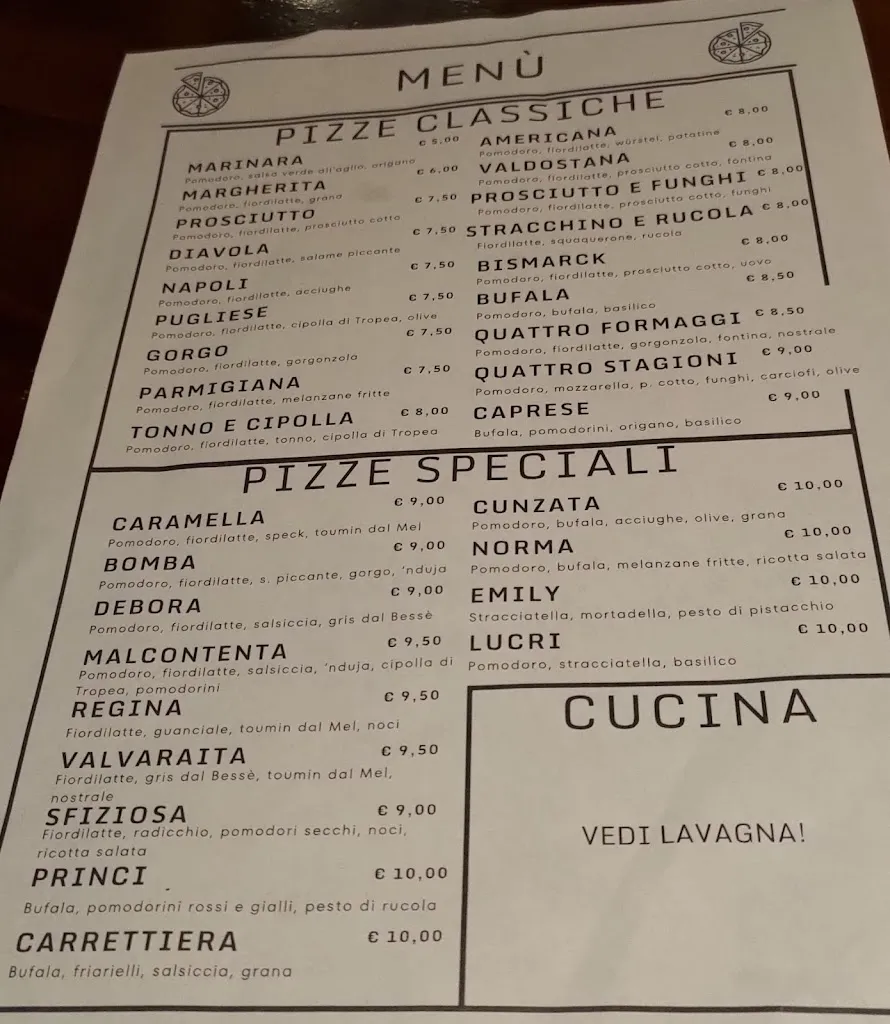 MENÙ
PIZZE CLASSICHE
MARINARA € 5,00
Pomodoro, salsa verde all'aglio, origano
MARGHERITA € 6,00
Pomodoro, fiordilatte, grana
PROSCIUTTO € 7,50
Pomodoro, fiordilatte, prosciutto cotto
DIAVOLA € 7,50
Pomodoro, fiordilatte, salame piccante
NAPOLI € 7,50
Pomodoro, fiordilatte, acciughe
PUGLIESE € 7,50
Pomodoro, fiordilatte, cipolla di Tropea, olive
GORGO € 7,50
Pomodoro, fiordilatte, gorgonzola
PARMIGIANA € 7,50
Pomodoro, fiordilatte, melanzane fritte
TONNO E CIPOLLA € 8,00
Pomodoro, fiordilatte, tonno, cipolla di Tropea
AMERICANA € 8,00
Pomodoro, fiordilatte, würstel, patatine
VALDOSTANA € 8,00
Pomodoro, fiordilatte, prosciutto cotto, fontina
PROSCIUTTO E FUNGHI € 8,00
Pomodoro, fiordilatte, prosciutto cotto, funghi
STRACCHINO E RUCOLA € 8,00
Fiordilatte, squaquerone, rucola
BISMARCK € 8,00
Pomodoro, fiordilatte, prosciutto cotto, uovo
BUFALA € 8,50
Pomodoro, bufala, basilico
QUATTRO FORMAGGI € 8,50
Pomodoro, fiordilatte, gorgonzola, fontina, nostrale
QUATTRO STAGIONI € 9,00
Pomodoro, mozzarella, p. cotto, funghi, carciofi, olive
CAPRESE € 9,00
Bufala, pomodorini, origano, basilico
PIZZE SPECIALI
CARAMELLA € 9,00
Pomodoro, fiordilatte, speck, toumin dal Mel
BOMBA € 9,00
Pomodoro, fiordilatte, s. piccante, gorgo, 'nduja
DEBORA € 9,00
Pomodoro, fiordilatte, salsiccia, gris dal Bessè
MALCONTENTA € 9,50
Pomodoro, fiordilatte, salsiccia, 'nduja, cipolla di
Tropea, pomodorini
REGINA € 9,50
Fiordilatte, guanciale, toumin dal Mel, noci
VALVARAITA € 9,50
Fiordilatte, gris dal Bessè, toumin dal Mel,
nostrale
SFIZIOSA € 9,00
Fiordilatte, radicchio, pomodori secchi, noci,
ricotta salata
PRINCI € 10,00
Bufala, pomodorini rossi e gialli, pesto di rucola
CARRETTIERA € 10,00
Bufala, friarielli, salsiccia, grana
CUNZATA € 10,00
Pomodoro, bufala, acciughe, olive, grana
NORMA € 10,00
Pomodoro, bufala, melanzane fritte, ricotta salata
EMILY € 10,00
Stracciatella, mortadella, pesto di pistacchio
LUCRI € 10,00
Pomodoro, stracciatella, basilico
CUCINA
VEDI LAVAGNA!